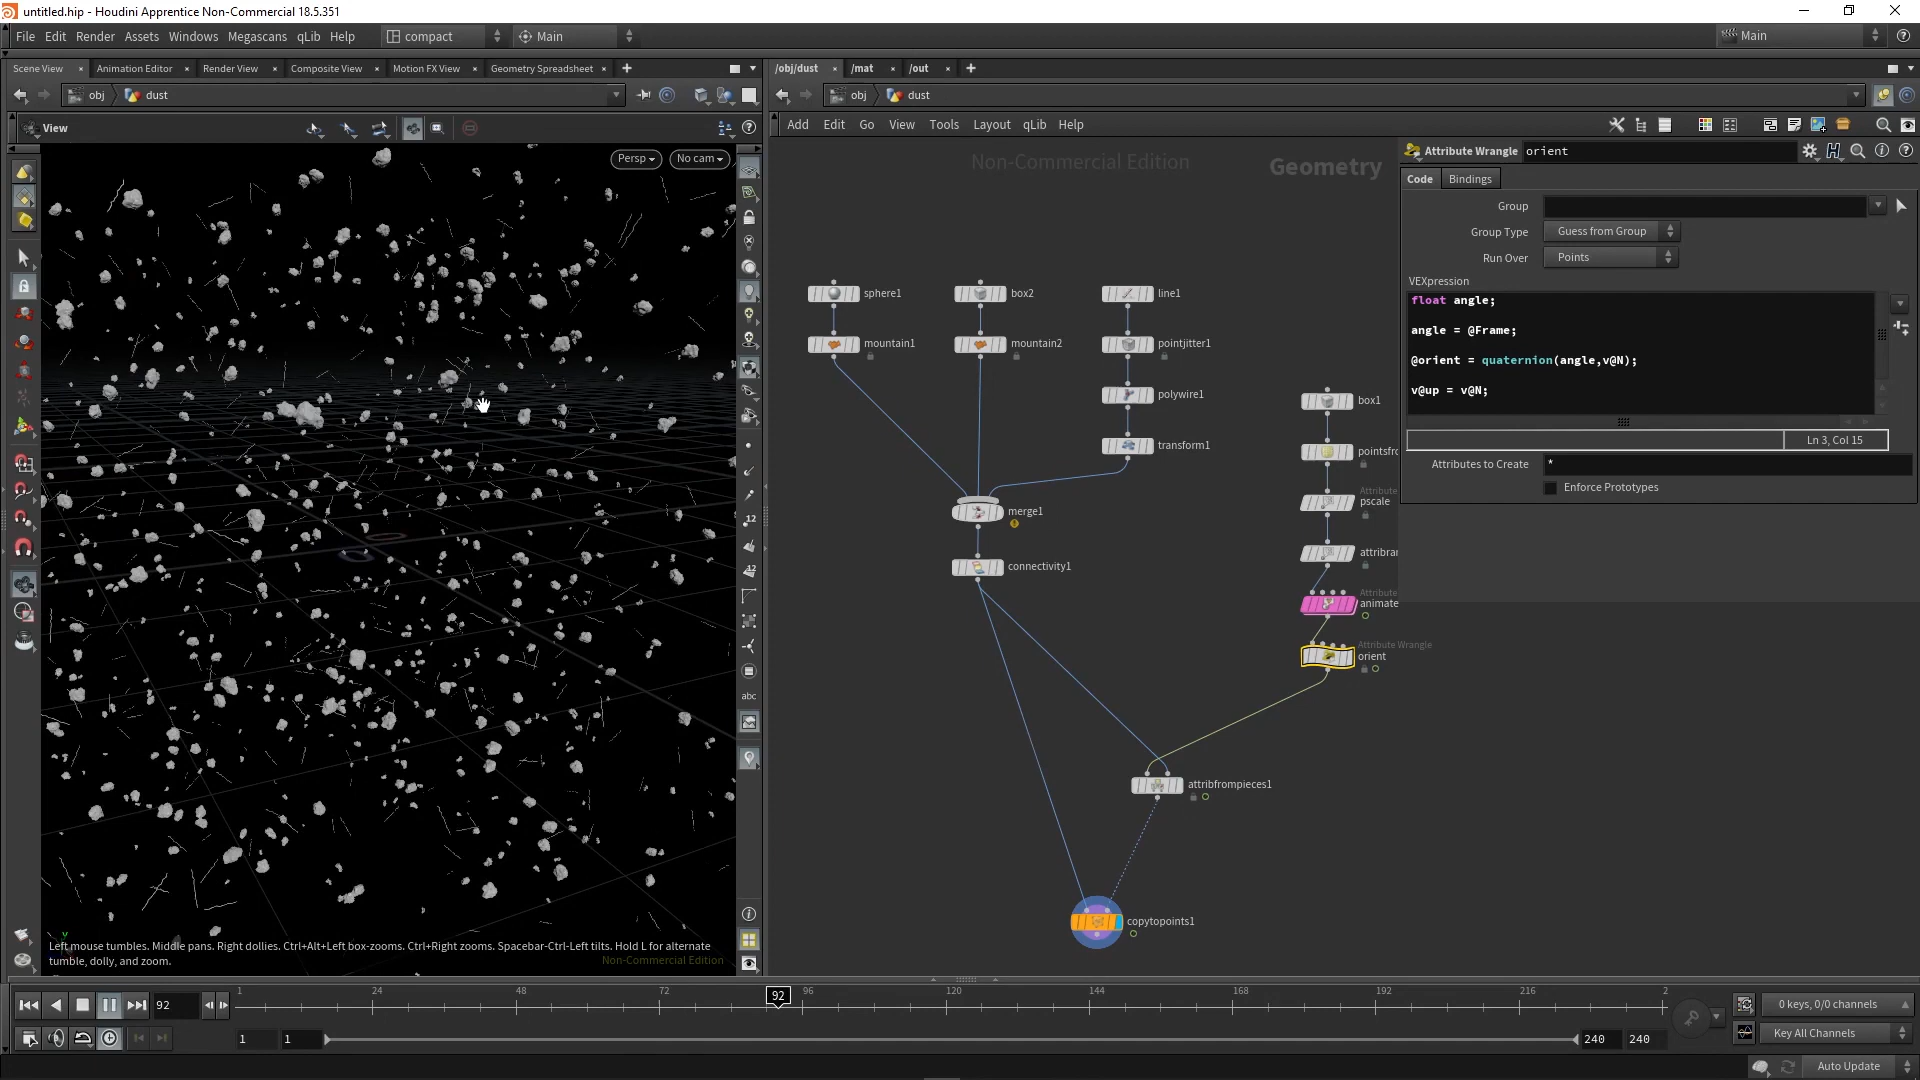 untitled.hip - Houdini Apprentice Non-Commercial 18.5.351
File Edit Render Assets Windows Megascans qLib Help compact Main Main
Scene View Animation Editor Render View Composite View Motion FX View Geometry Spreadsheet
/obj/dust /mat /out
obj dust
obj dust
View
Add Edit Go View Tools Layout qLib Help
Persp No cam
Non-Commercial Edition
Geometry
Attribute Wrangle orient
Code Bindings
Group
Group Type Guess from Group
Run Over Points
VEXpression
float angle;
angle = @Frame;
@orient = quaternion(angle,v@N);
v@up = v@N;
Ln 3, Col 15
Attributes to Create *
Enforce Prototypes
sphere1
box2
line1
mountain1
mountain2
pointjitter1
polywire1
transform1
box1
pointsfro
Attribute
pscale
attribrar
Attribute
animate
Attribute Wrangle
orient
merge1
connectivity1
attribfrompieces1
copytopoints1
12
12
abc
Left mouse tumbles. Middle pans. Right dollies. Ctrl+Alt+Left box-zooms. Ctrl+Right zooms. Spacebar-Ctrl-Left tilts. Hold L for alternate
tumble, dolly, and zoom.
Non-Commercial Edition
y
92
1 24 48 72 92 96 120 144 168 192 216 2
0 keys, 0/0 channels
1 1 240 240
Key All Channels
Auto Update